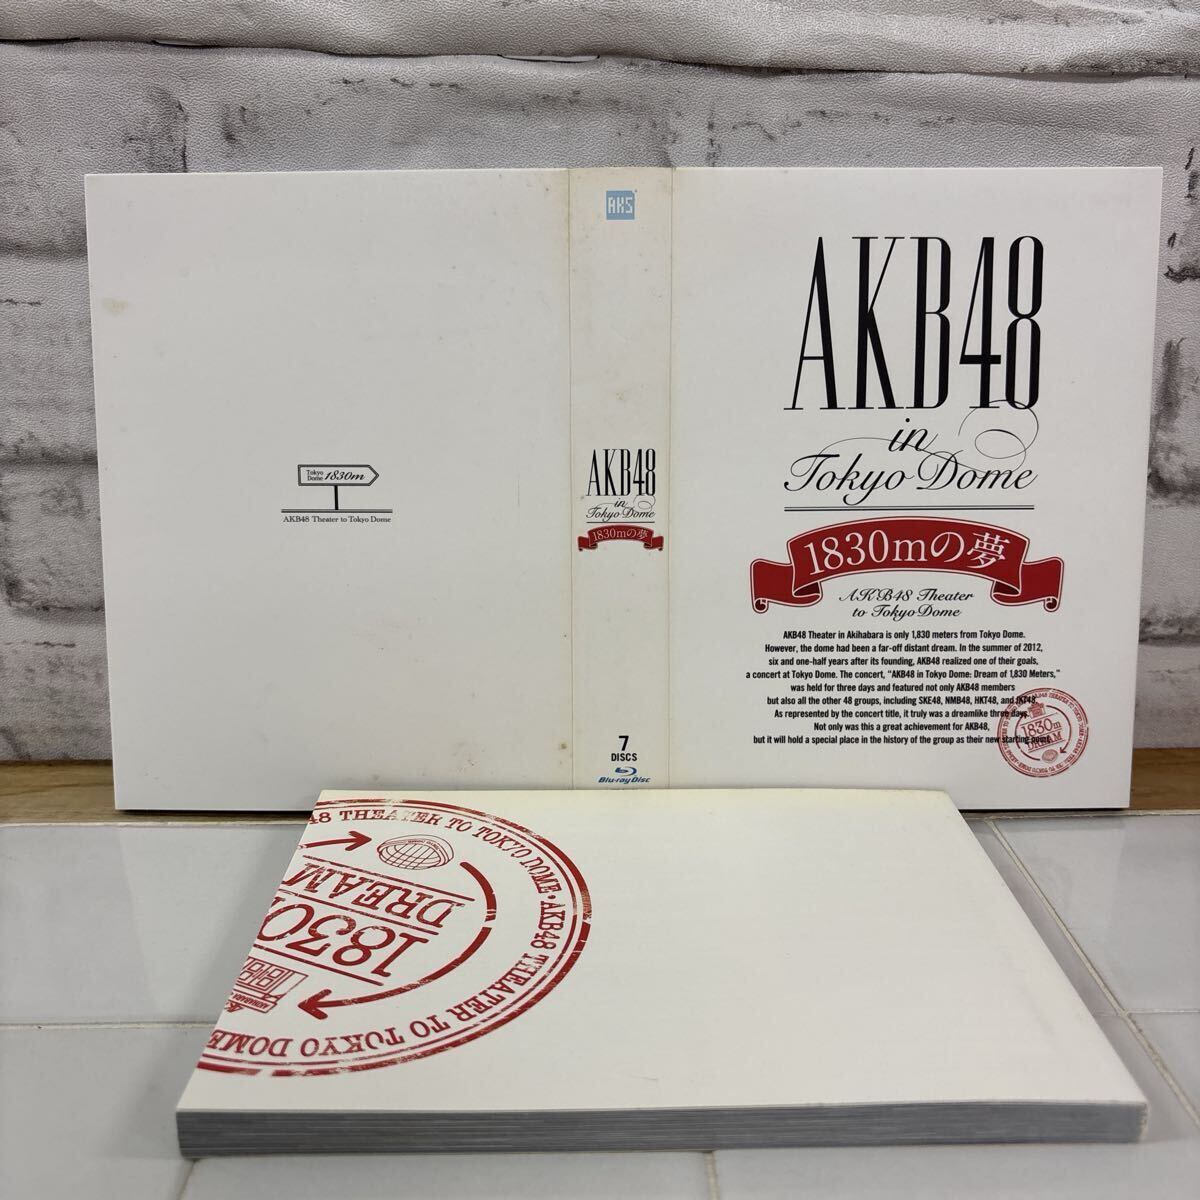 Tokyo
Dome 1830m
AKB48 Theater to Tokyo Dome
AKS
AKB48
in
Tokyo Dome
1830mの夢
7
DISCS
Blu-ray Disc
AKB48
in
Tokyo Dome
1830mの夢
AKB48 Theater
to Tokyo Dome
AKB48 Theater in Akihabara is only 1,830 meters from Tokyo Dome.
However, the dome had been a far-off distant dream. In the summer of 2012,
six and one-half years after its founding, AKB48 realized one of their goals,
a concert at Tokyo Dome. The concert, "AKB48 in Tokyo Dome: Dream of 1,830 Meters,"
was held for three days and featured not only AKB48 members
but also all the other 48 groups, including SKE48, NMB48, HKT48, and JKT48.
As represented by the concert title, it truly was a dreamlike three days.
Not only was this a great achievement for AKB48,
but it will hold a special place in the history of the group as their new starting point.
1830m
DREAM
48 THEATER TO TOKYO DOME・AKB48 THEATER TO TOKYO DOME
1830
DREAM